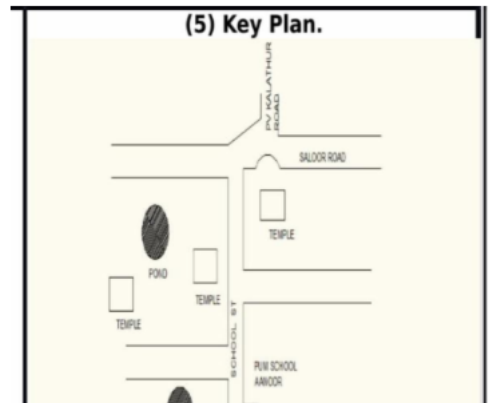 (5) Key Plan.
PV KALATHUR
ROAD
SALOOR ROAD
TEMPLE
POND
TEMPLE
TEMPLE
SCHOOL ST
PUM SCHOOL
AANOOR